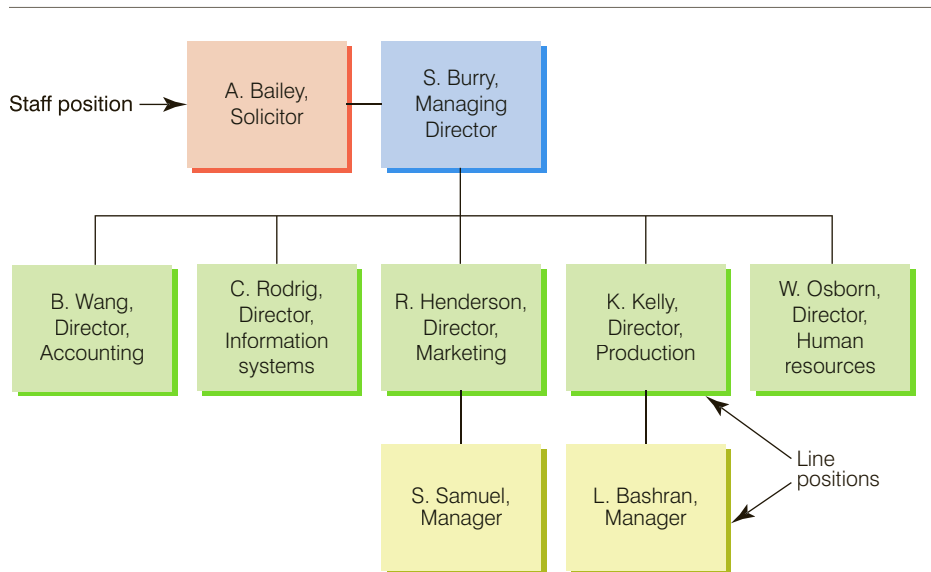 Staff position
A. Bailey,
Solicitor
S. Burry,
Managing
Director
B. Wang,
Director,
Accounting
C. Rodrig,
Director,
Information
systems
R. Henderson,
Director,
Marketing
K. Kelly,
Director,
Production
W. Osborn,
Director,
Human
resources
S. Samuel,
Manager
L. Bashran,
Manager
Line
positions